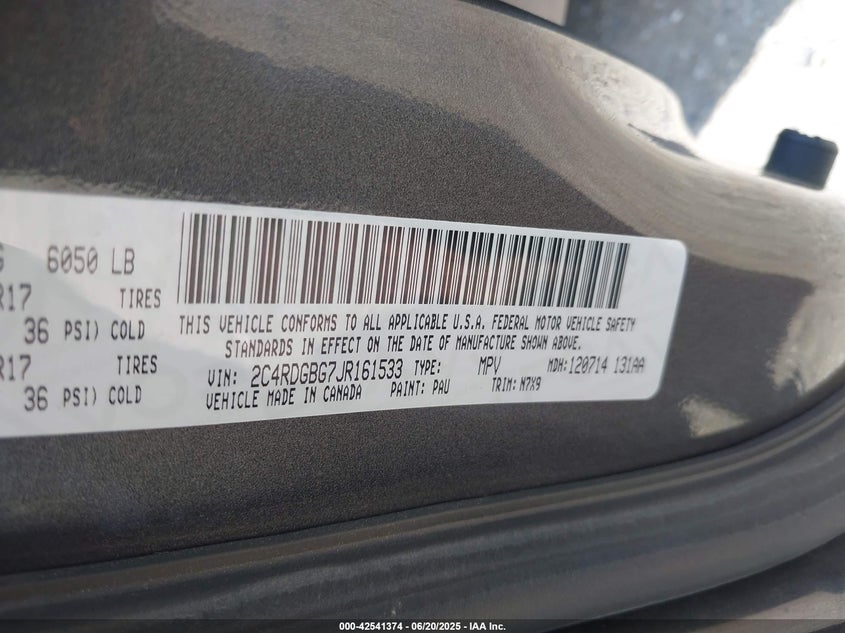 6050 LB
R17 TIRES
36 PSI) COLD
R17 TIRES
36 PSI) COLD
THIS VEHICLE CONFORMS TO ALL APPLICABLE U.S.A. FEDERAL MOTOR VEHICLE SAFETY
STANDARDS IN EFFECT ON THE DATE OF MANUFACTURE SHOWN ABOVE.
VIN: 2C4RDGBG7JR161533 TYPE: MPV MDH:120714 131AA
VEHICLE MADE IN CANADA PAINT: PAU TRIM: N7X9
000-42541374 / 06/20/2025 - IAA Inc.